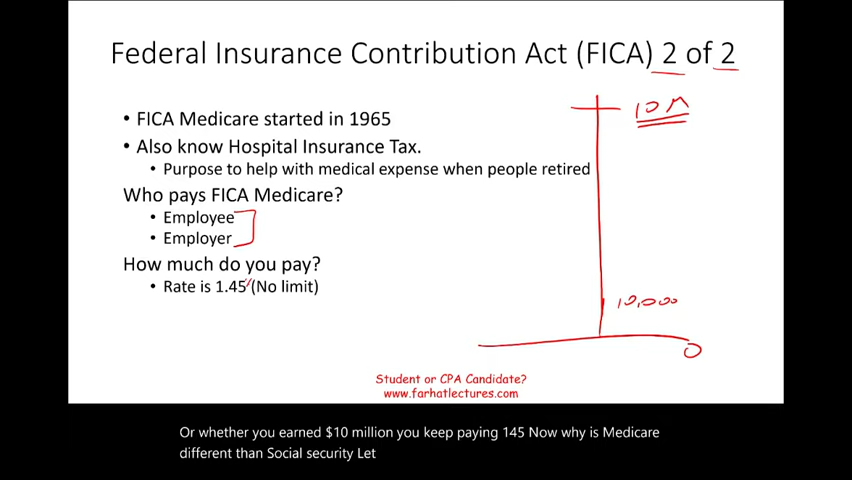 Federal Insurance Contribution Act (FICA) 2 of 2
• FICA Medicare started in 1965
• Also know Hospital Insurance Tax.
• Purpose to help with medical expense when people retired
Who pays FICA Medicare?
• Employee
• Employer
How much do you pay?
• Rate is 1.45% (No limit)
10 M
10,000
0
Student or CPA Candidate?
www.farhatlectures.com
Or whether you earned $10 million you keep paying 145 Now why is Medicare
different than Social security Let